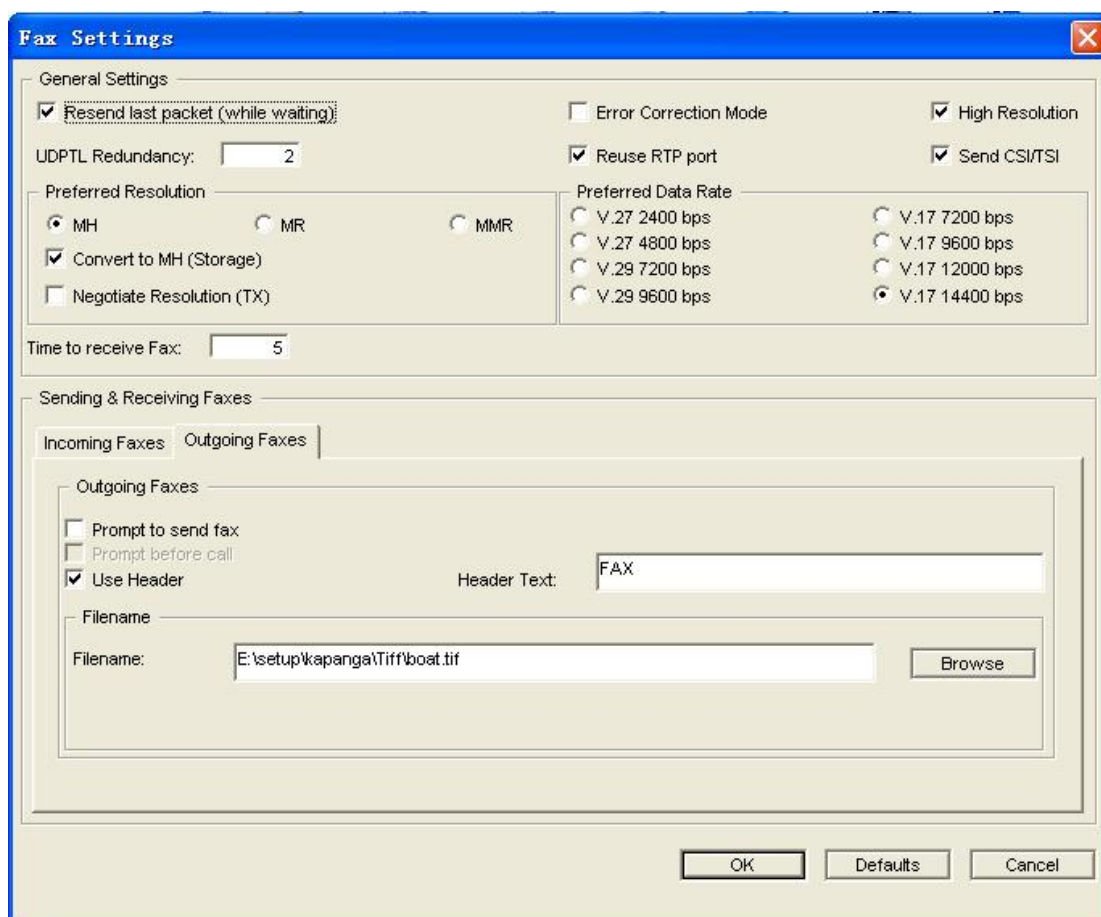 Fax Settings
General Settings
Resend last packet (while waiting)
Error Correction Mode
High Resolution
UDPTL Redundancy: 2
Reuse RTP port
Send CSI/TSI
Preferred Resolution
MH
MR
MMR
Convert to MH (Storage)
Negotiate Resolution (TX)
Preferred Data Rate
V.27 2400 bps
V.27 4800 bps
V.29 7200 bps
V.29 9600 bps
V.17 7200 bps
V.17 9600 bps
V.17 12000 bps
V.17 14400 bps
Time to receive Fax: 5
Sending & Receiving Faxes
Incoming Faxes
Outgoing Faxes
Outgoing Faxes
Prompt to send fax
Prompt before call
Use Header
Header Text: FAX
Filename
Filename: E:\setup\kapanga\Tiff\boat.tif
Browse
OK
Defaults
Cancel